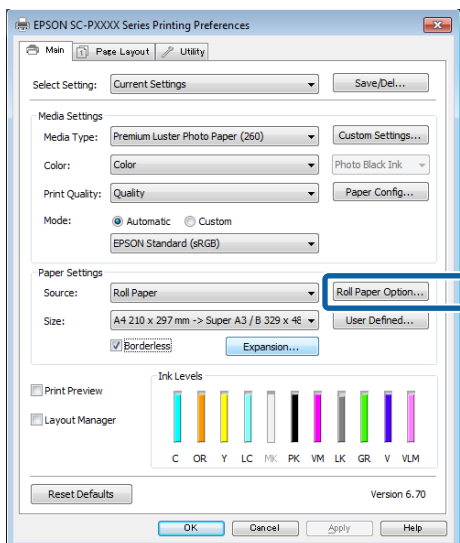 EPSON SC-PXXXX Series Printing Preferences
Main Page Layout Utility
Select Setting: Current Settings Save/Del...
Media Settings
Media Type: Premium Luster Photo Paper (260) Custom Settings...
Color: Color Photo Black Ink
Print Quality: Quality Paper Config...
Mode: Automatic Custom
EPSON Standard (sRGB)
Paper Settings
Source: Roll Paper Roll Paper Option...
Size: A4 210 x 297 mm -> Super A3 / B 329 x 48 User Defined...
Borderless Expansion...
Ink Levels
Print Preview
Layout Manager
C OR Y LC MK PK VM LK GR V VLM
Reset Defaults Version 6.70
OK Cancel Apply Help